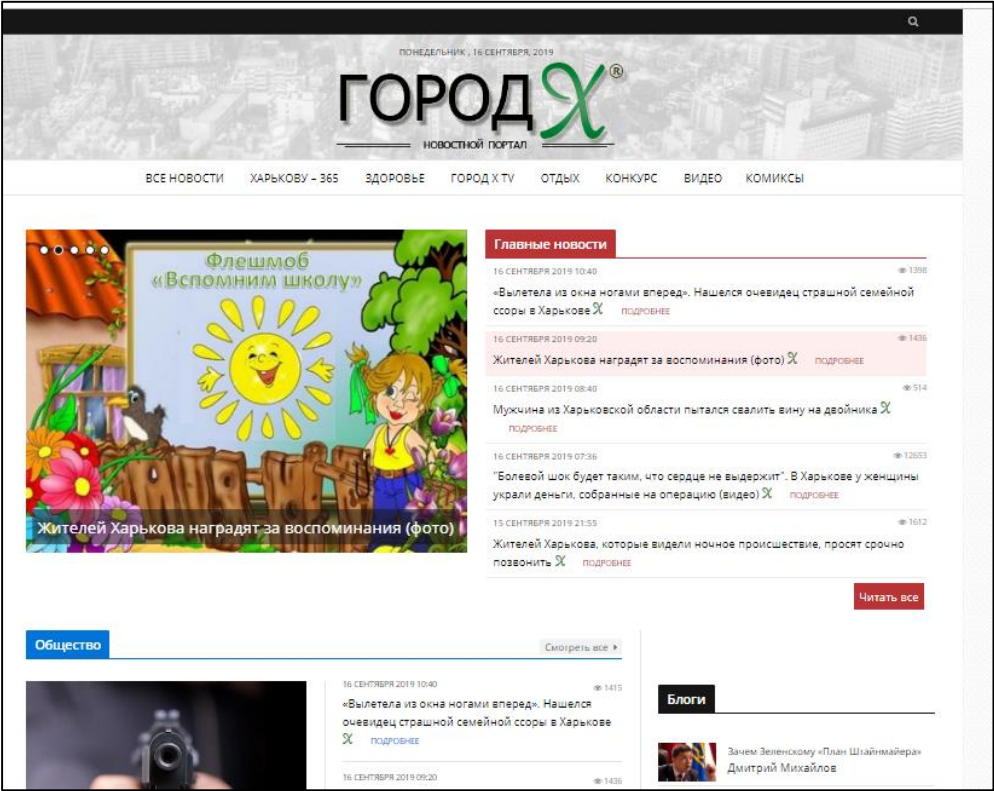 ПОНЕДЕЛЬНИК , 16 СЕНТЯБРЯ, 2019
ГОРОД X®
НОВОСТНОЙ ПОРТАЛ
ВСЕ НОВОСТИ ХАРЬКОВУ – 365 ЗДОРОВЬЕ ГОРОД X TV ОТДЫХ КОНКУРС ВИДЕО КОМИКСЫ
Флешмоб
«Вспомним школу»
Жителей Харькова наградят за воспоминания (фото)
Главные новости
16 СЕНТЯБРЯ 2019 10:40 1398
«Вылетела из окна ногами вперед». Нашелся очевидец страшной семейной
ссоры в Харькове X ПОДРОБНЕЕ
16 СЕНТЯБРЯ 2019 09:20 1436
Жителей Харькова наградят за воспоминания (фото) X ПОДРОБНЕЕ
16 СЕНТЯБРЯ 2019 08:40 514
Мужчина из Харьковской области пытался свалить вину на двойника X
ПОДРОБНЕЕ
16 СЕНТЯБРЯ 2019 07:36 12653
"Болевой шок будет таким, что сердце не выдержит". В Харькове у женщины
украли деньги, собранные на операцию (видео) X ПОДРОБНЕЕ
15 СЕНТЯБРЯ 2019 21:55 1612
Жителей Харькова, которые видели ночное происшествие, просят срочно
позвонить X ПОДРОБНЕЕ
Читать все
Общество
Смотреть все
16 СЕНТЯБРЯ 2019 10:40 1415
«Вылетела из окна ногами вперед». Нашелся
очевидец страшной семейной ссоры в Харькове
X ПОДРОБНЕЕ
16 СЕНТЯБРЯ 2019 09:20 1436
Блоги
Зачем Зеленскому «План Штайнмайера»
Дмитрий Михайлов